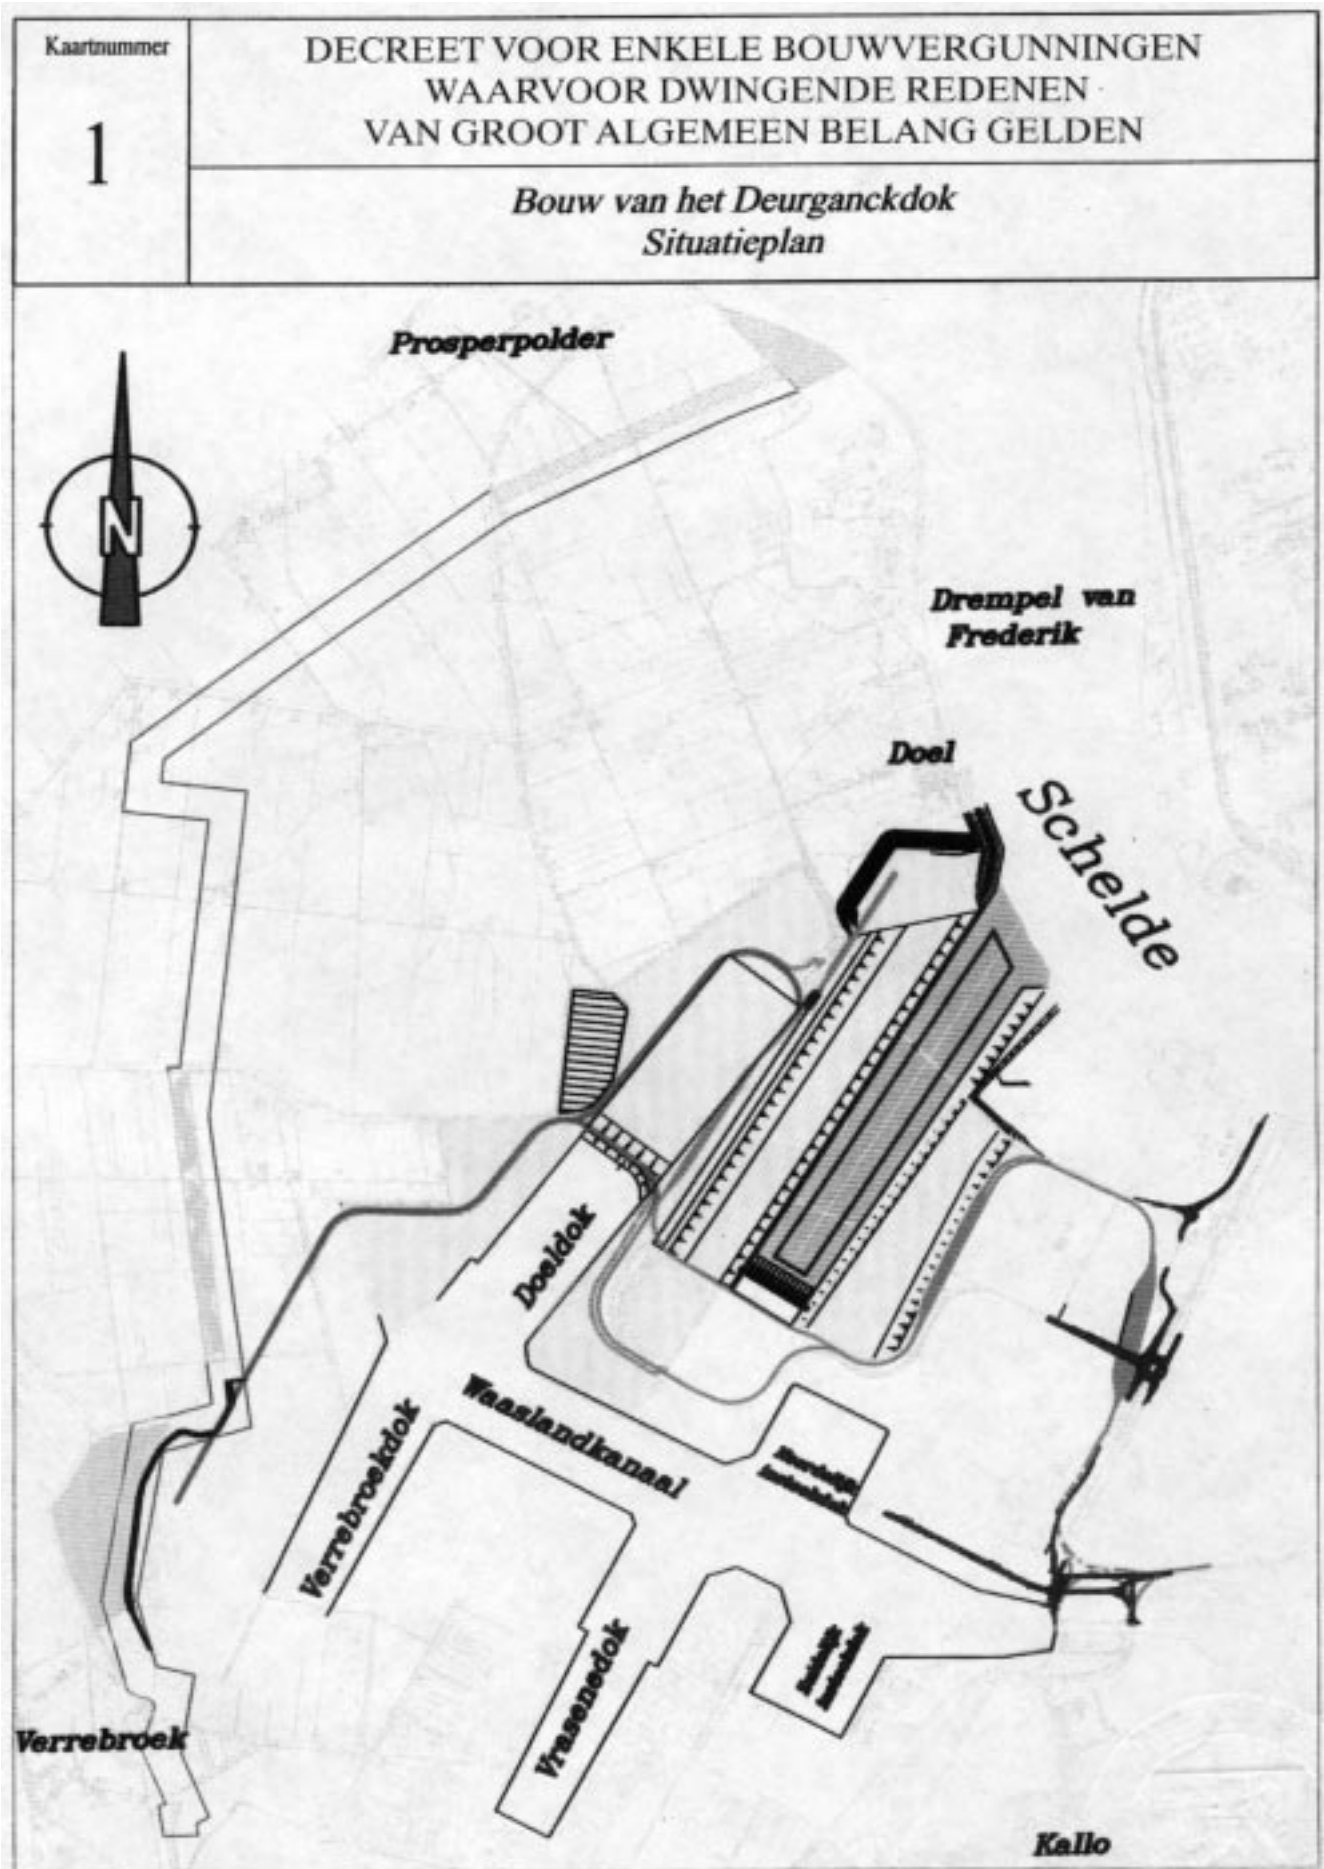 Kaartnummer
1
DECREET VOOR ENKELE BOUWVERGUNNINGEN
WAARVOOR DWINGENDE REDENEN
VAN GROOT ALGEMEEN BELANG GELDEN
Bouw van het Deurganckdok
Situatieplan
Prosperpolder
N
Drempel van
Frederik
Doel
Schelde
Doeldok
Waaslandkanaal
Verrebroekdok
Vrasenedok
Verrebroek
Kallo